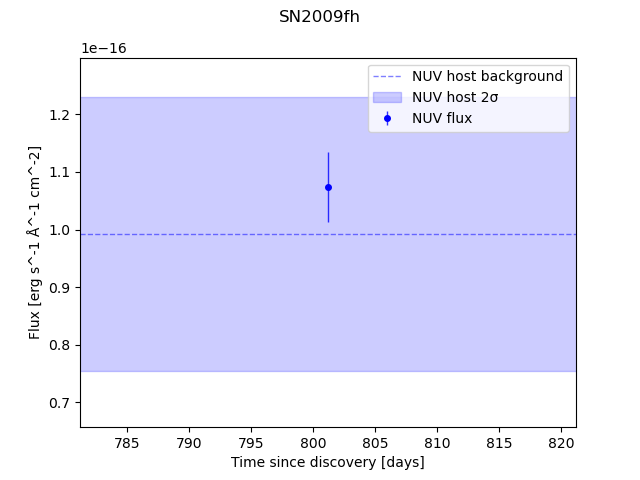 SN2009fh
1e−16
NUV host background
NUV host 2σ
NUV flux
1.2
1.1
1.0
0.9
0.8
0.7
Flux [erg s^-1 Å^-1 cm^-2]
785 790 795 800 805 810 815 820
Time since discovery [days]